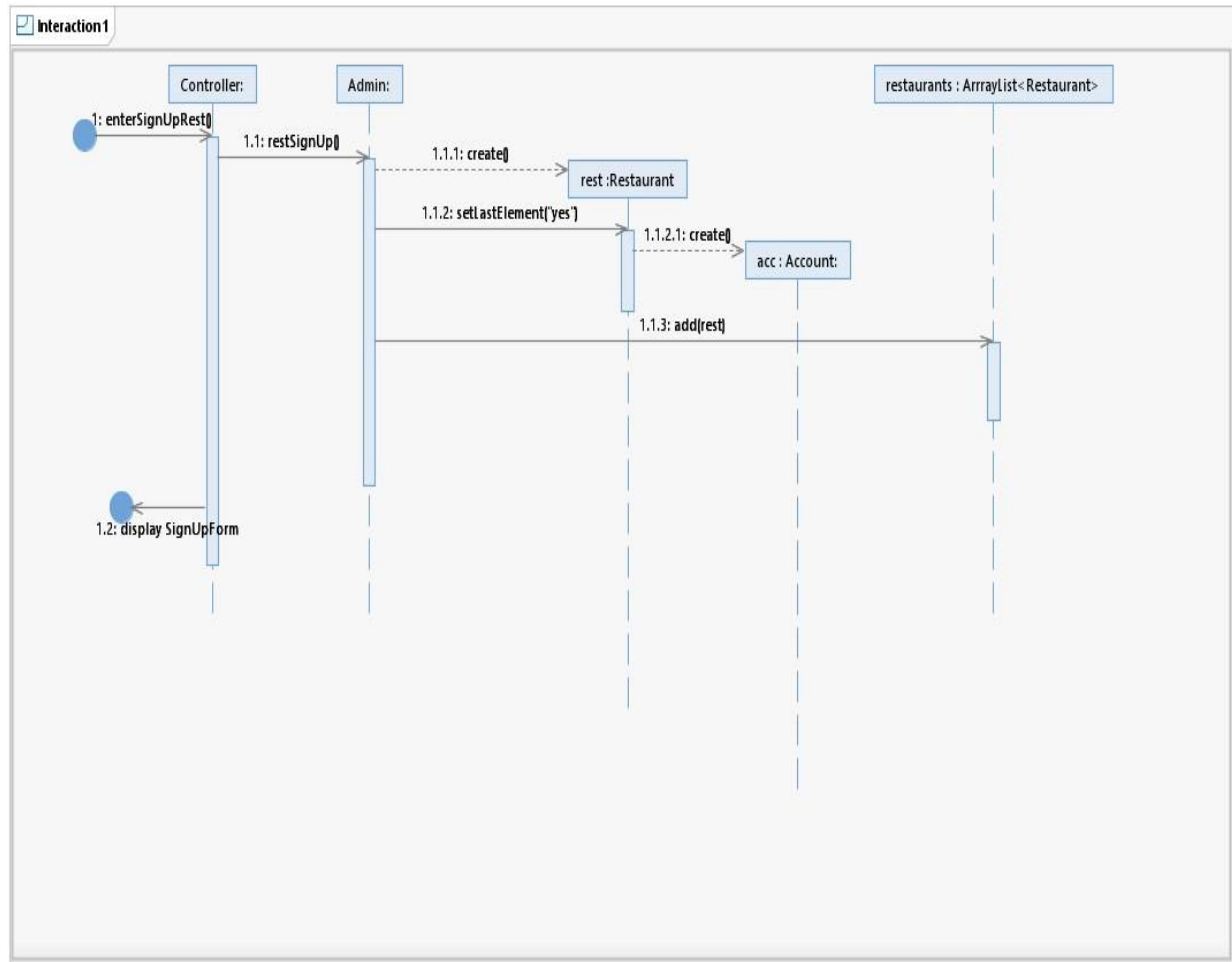 Interaction1
Controller:
Admin:
restaurants : ArrrayList<Restaurant>
1: enterSignUpRest()
1.1: restSignUp()
1.1.1: create()
rest :Restaurant
1.1.2: setLastElement("yes")
1.1.2.1: create()
acc : Account:
1.1.3: add(rest)
1.2: display SignUpForm